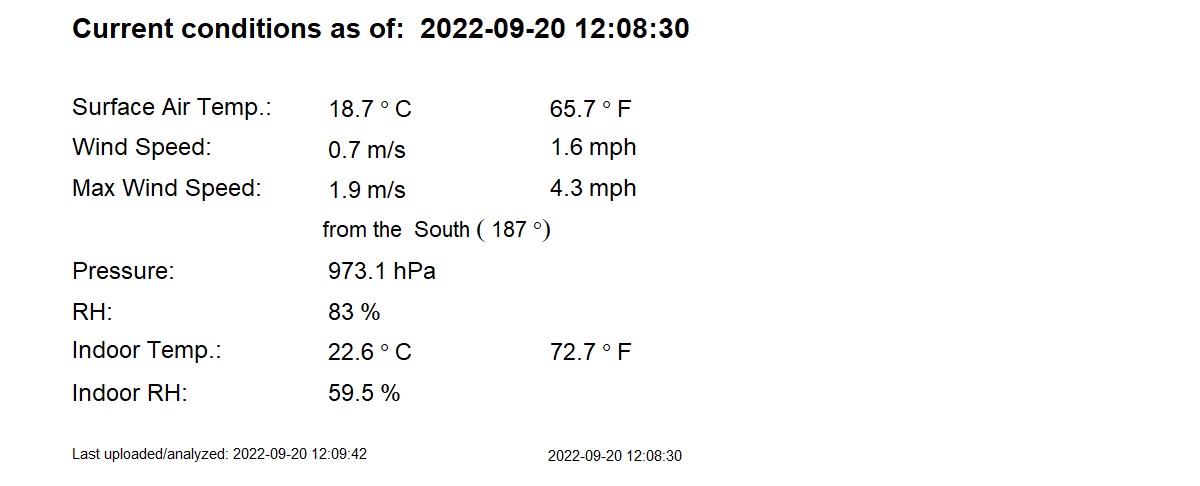 Current conditions as of: 2022-09-20 12:08:30
Surface Air Temp.: 18.7 ° C 65.7 ° F
Wind Speed: 0.7 m/s 1.6 mph
Max Wind Speed: 1.9 m/s 4.3 mph
from the South ( 187 °)
Pressure: 973.1 hPa
RH: 83 %
Indoor Temp.: 22.6 ° C 72.7 ° F
Indoor RH: 59.5 %
Last uploaded/analyzed: 2022-09-20 12:09:42 2022-09-20 12:08:30